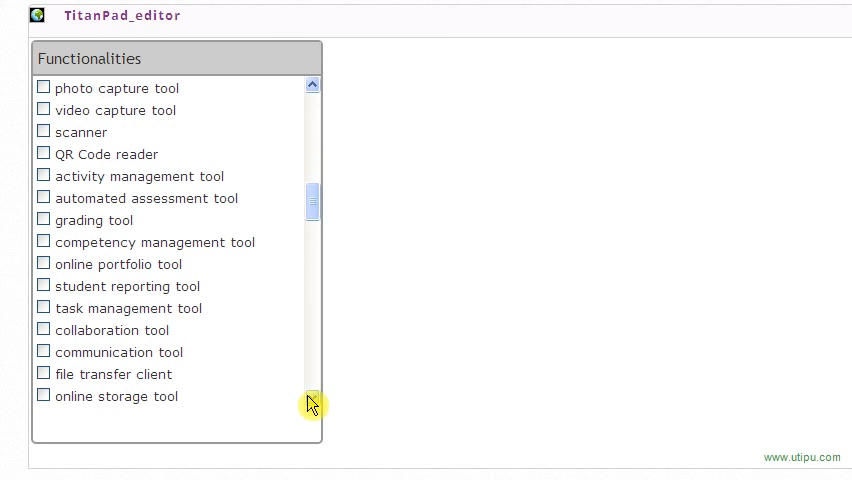 TitanPad_editor
Functionalities
photo capture tool
video capture tool
scanner
QR Code reader
activity management tool
automated assessment tool
grading tool
competency management tool
online portfolio tool
student reporting tool
task management tool
collaboration tool
communication tool
file transfer client
online storage tool
www.utipu.com